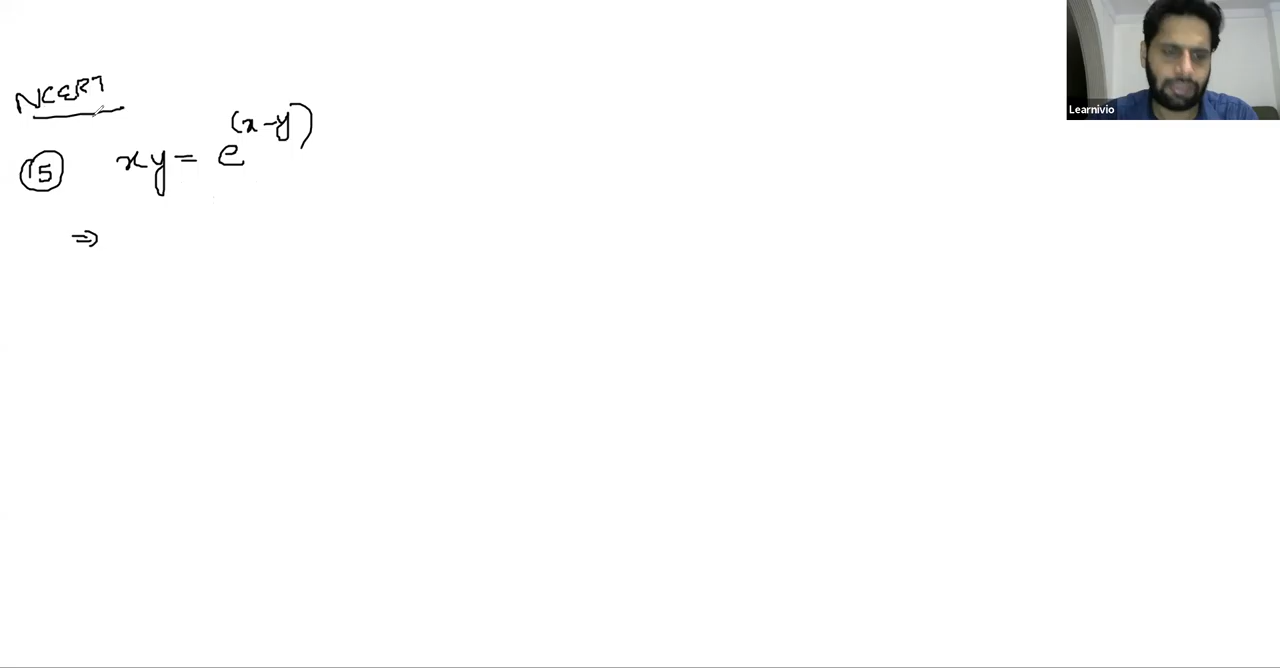 NCERT
15 xy = e^(x-y)
⇒
Learnivio